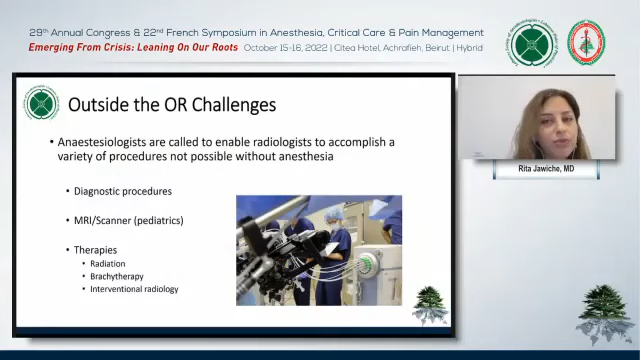 29th Annual Congress & 22nd French Symposium in Anesthesia, Critical Care & Pain Management
Emerging From Crisis: Leaning On Our Roots October 15-16, 2022 | Citea Hotel, Achrafieh, Beirut | Hybrid
Outside the OR Challenges
• Anaestesiologists are called to enable radiologists to accomplish a
variety of procedures not possible without anesthesia
• Diagnostic procedures
• MRI/Scanner (pediatrics)
• Therapies
• Radiation
• Brachytherapy
• Interventional radiology
Rita Jawiche, MD